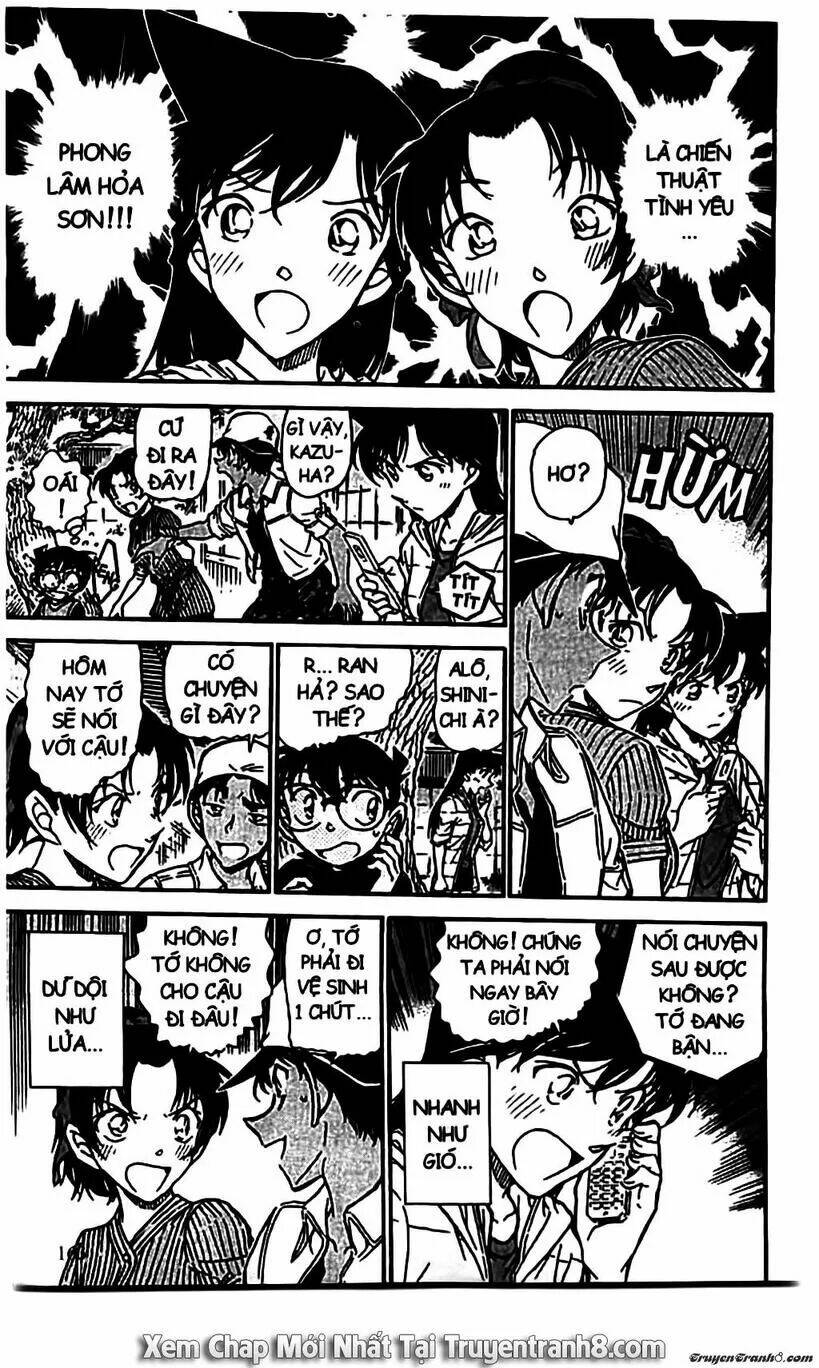 LÀ CHIẾN
THUẬT
TÌNH YÊU
...
PHONG
LÂM HỎA
SƠN!!!
HƠ?
HỪM
GÌ VẬY,
KAZU-
HA?
CỨ
ĐI RA
ĐÂY!
OÁI
!
TÍT
TÍT
ALÔ,
SHINI-
CHI À?
R... RAN
HẢ? SAO
THẾ?
CÓ
CHUYỆN
GÌ ĐÂY?
HÔM
NAY TỚ
SẼ NÓI
VỚI CẬU!
NÓI CHUYỆN
SAU ĐƯỢC
KHÔNG?
TỚ ĐANG
BẬN...
KHÔNG! CHÚNG
TA PHẢI NÓI
NGAY BÂY
GIỜ!
NHANH
NHƯ
GIÓ...
Ơ, TỚ
PHẢI ĐI
VỆ SINH
1 CHÚT...
KHÔNG!
TỚ KHÔNG
CHO CẬU
ĐI ĐÂU!
DỮ DỘI
NHƯ
LỬA...
Xem Chap Mới Nhất Tại Truyentranh8.com
TruyenTranh8.com